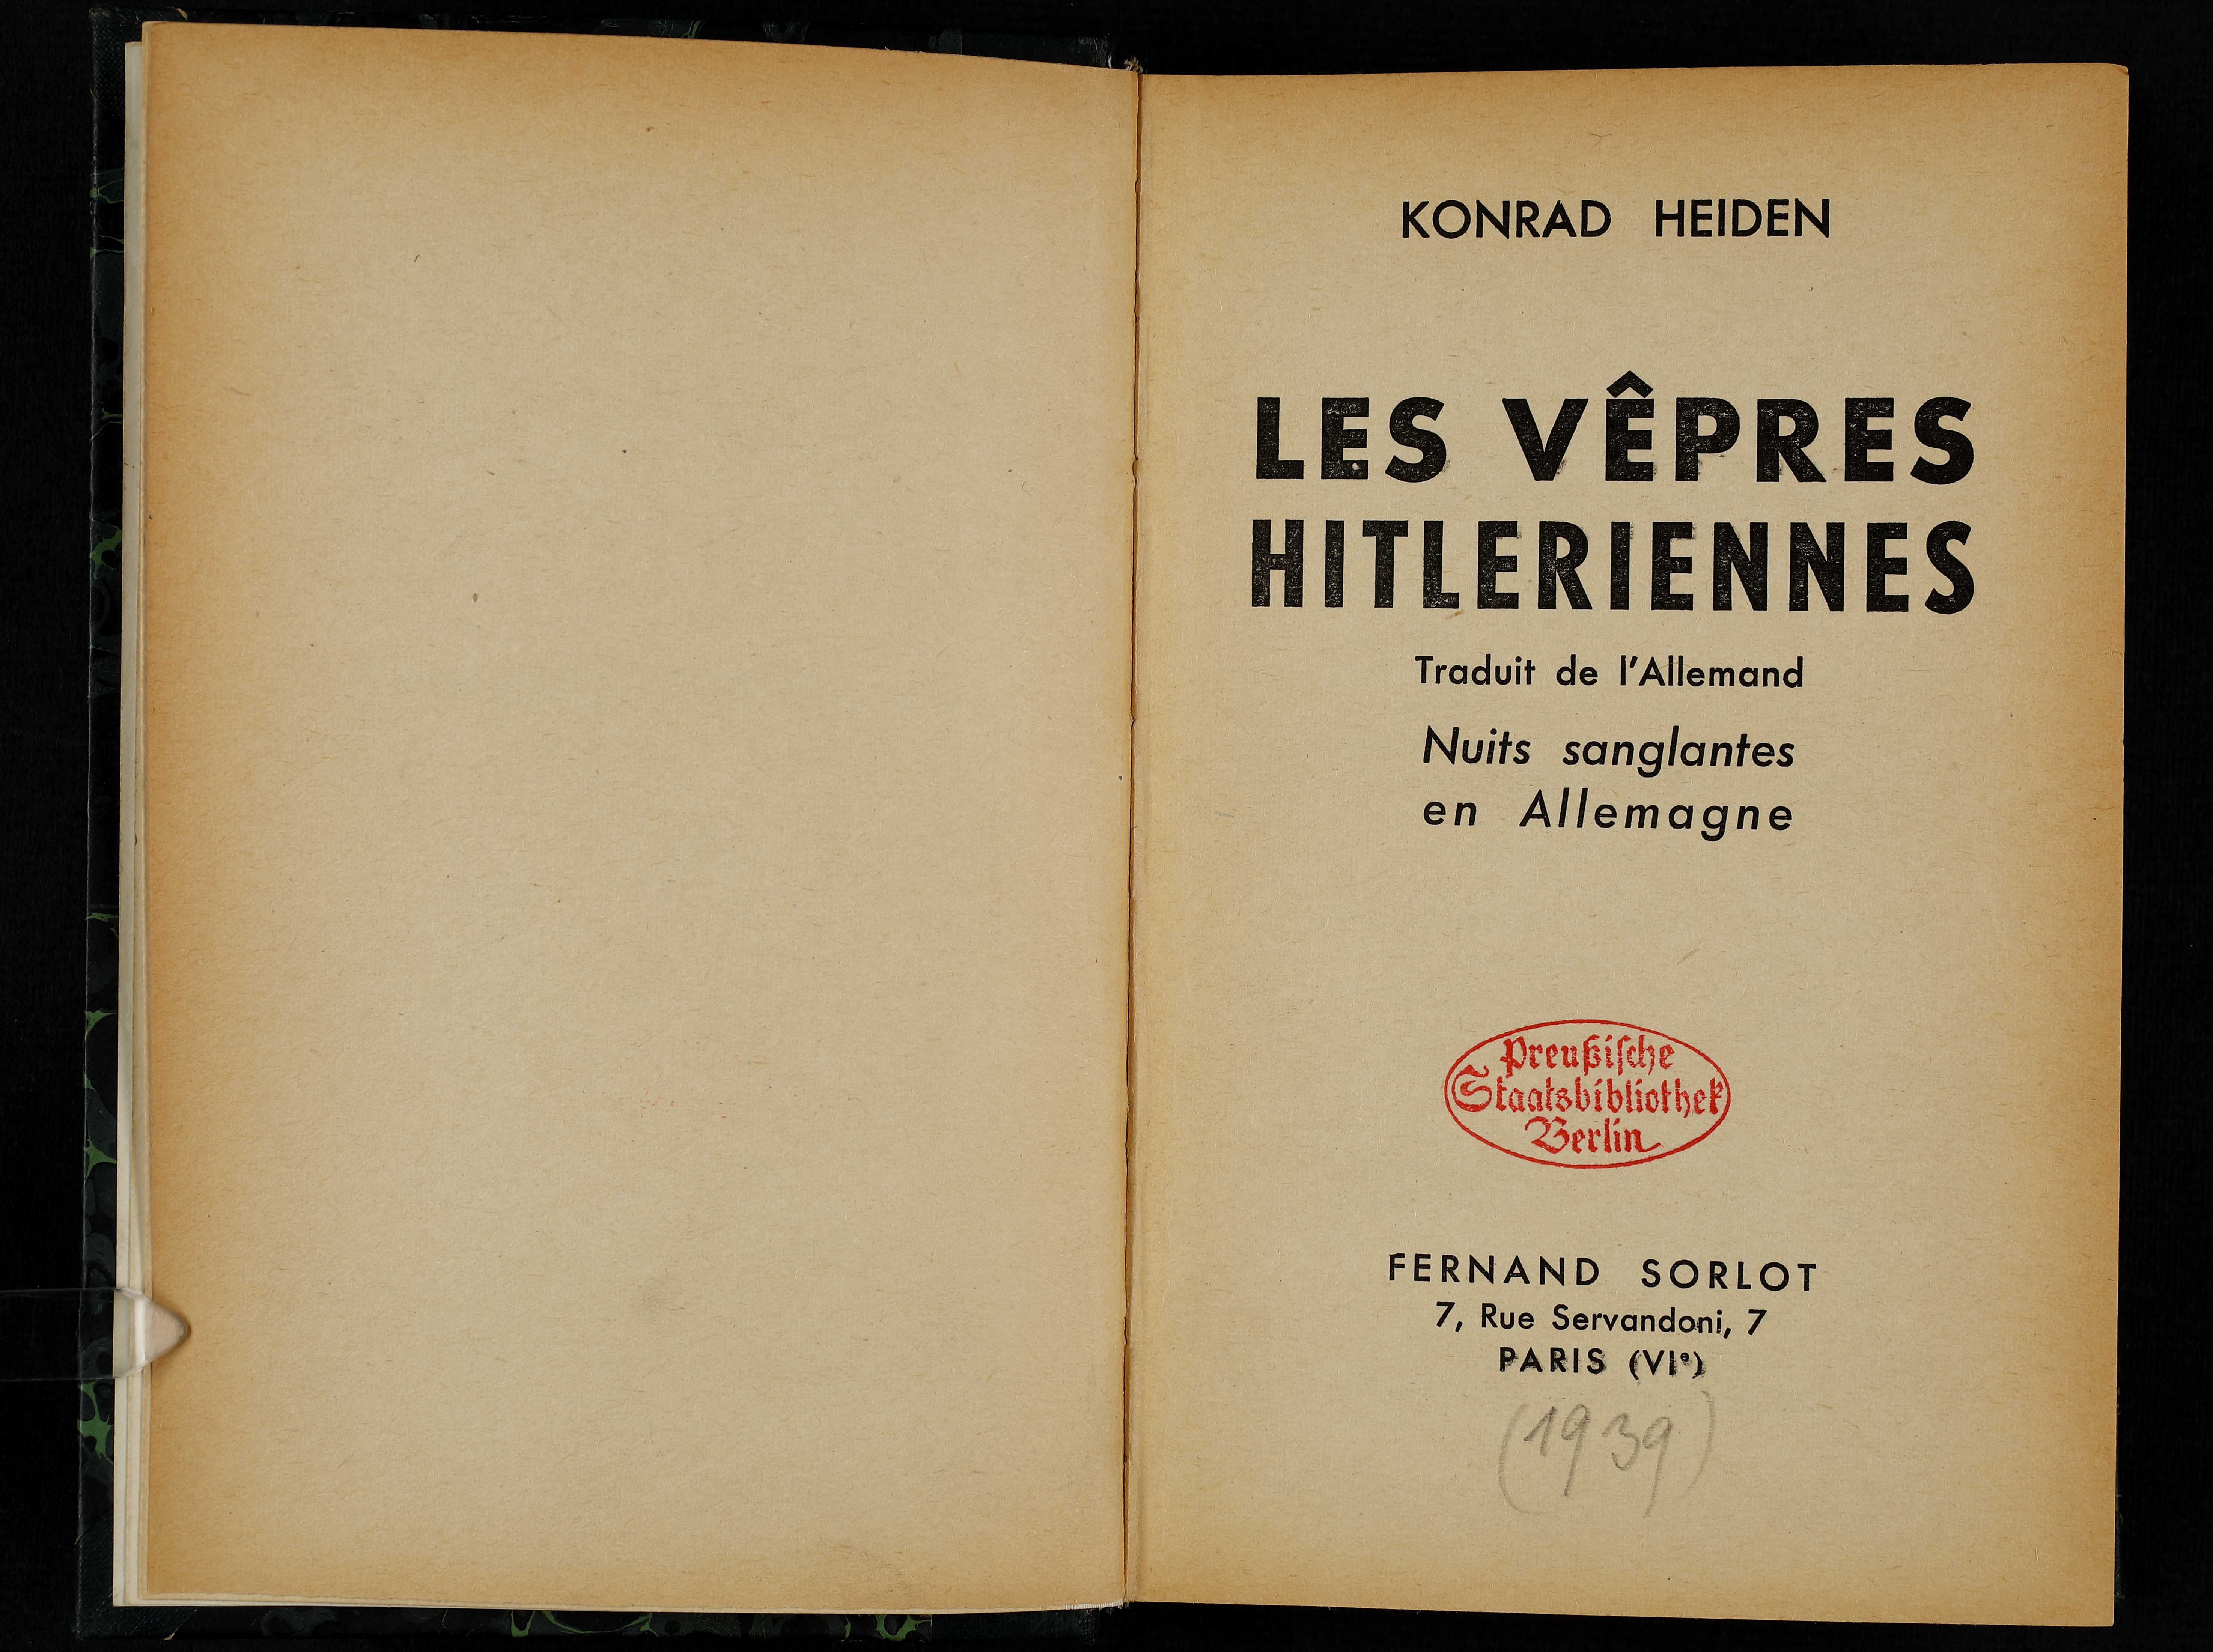 KONRAD HEIDEN
LES VÊPRES
HITLERIENNES
Traduit de l'Allemand
Nuits sanglantes
en Allemagne
Preußiſche
Staatsbibliothek
Berlin
FERNAND SORLOT
7, Rue Servandoni, 7
PARIS (VIᵉ)
(1939)